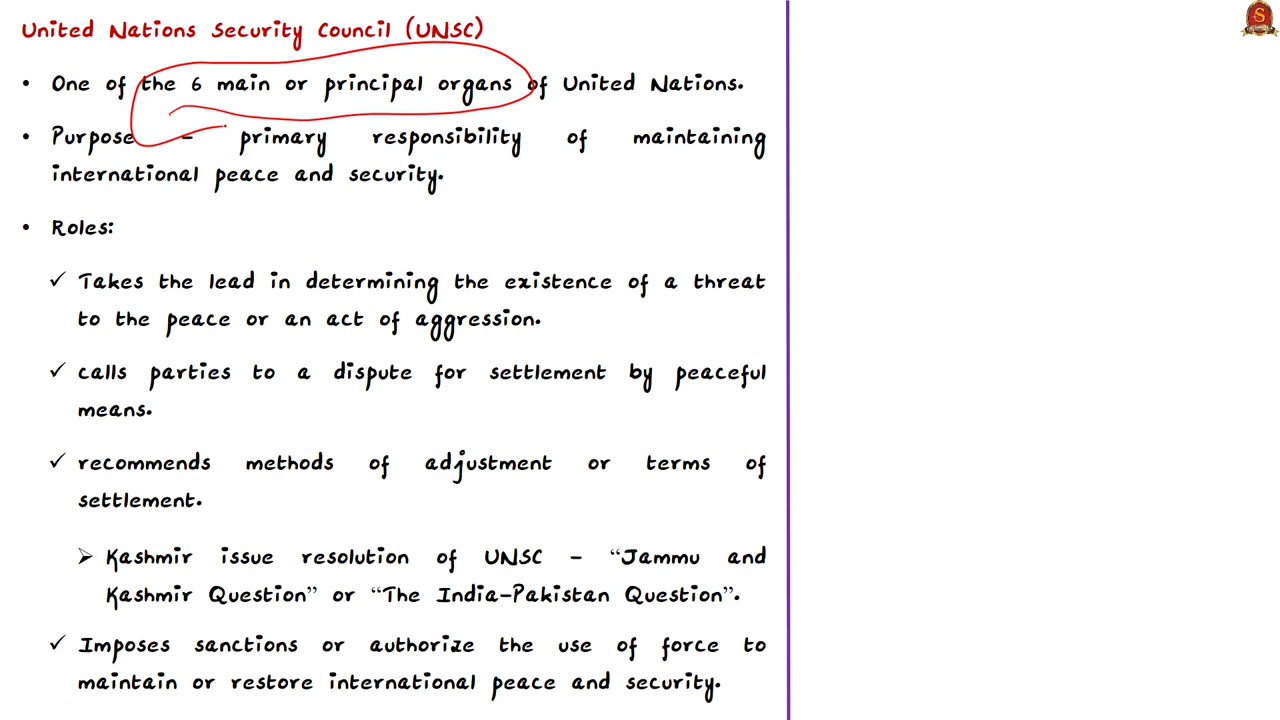 United Nations Security Council (UNSC)
• One of the 6 main or principal organs of United Nations.
• Purpose – primary responsibility of maintaining
international peace and security.
• Roles:
✓ Takes the lead in determining the existence of a threat
to the peace or an act of aggression.
✓ calls parties to a dispute for settlement by peaceful
means.
✓ recommends methods of adjustment or terms of
settlement.
➢ Kashmir issue resolution of UNSC – “Jammu and
Kashmir Question” or “The India-Pakistan Question”.
✓ Imposes sanctions or authorize the use of force to
maintain or restore international peace and security.